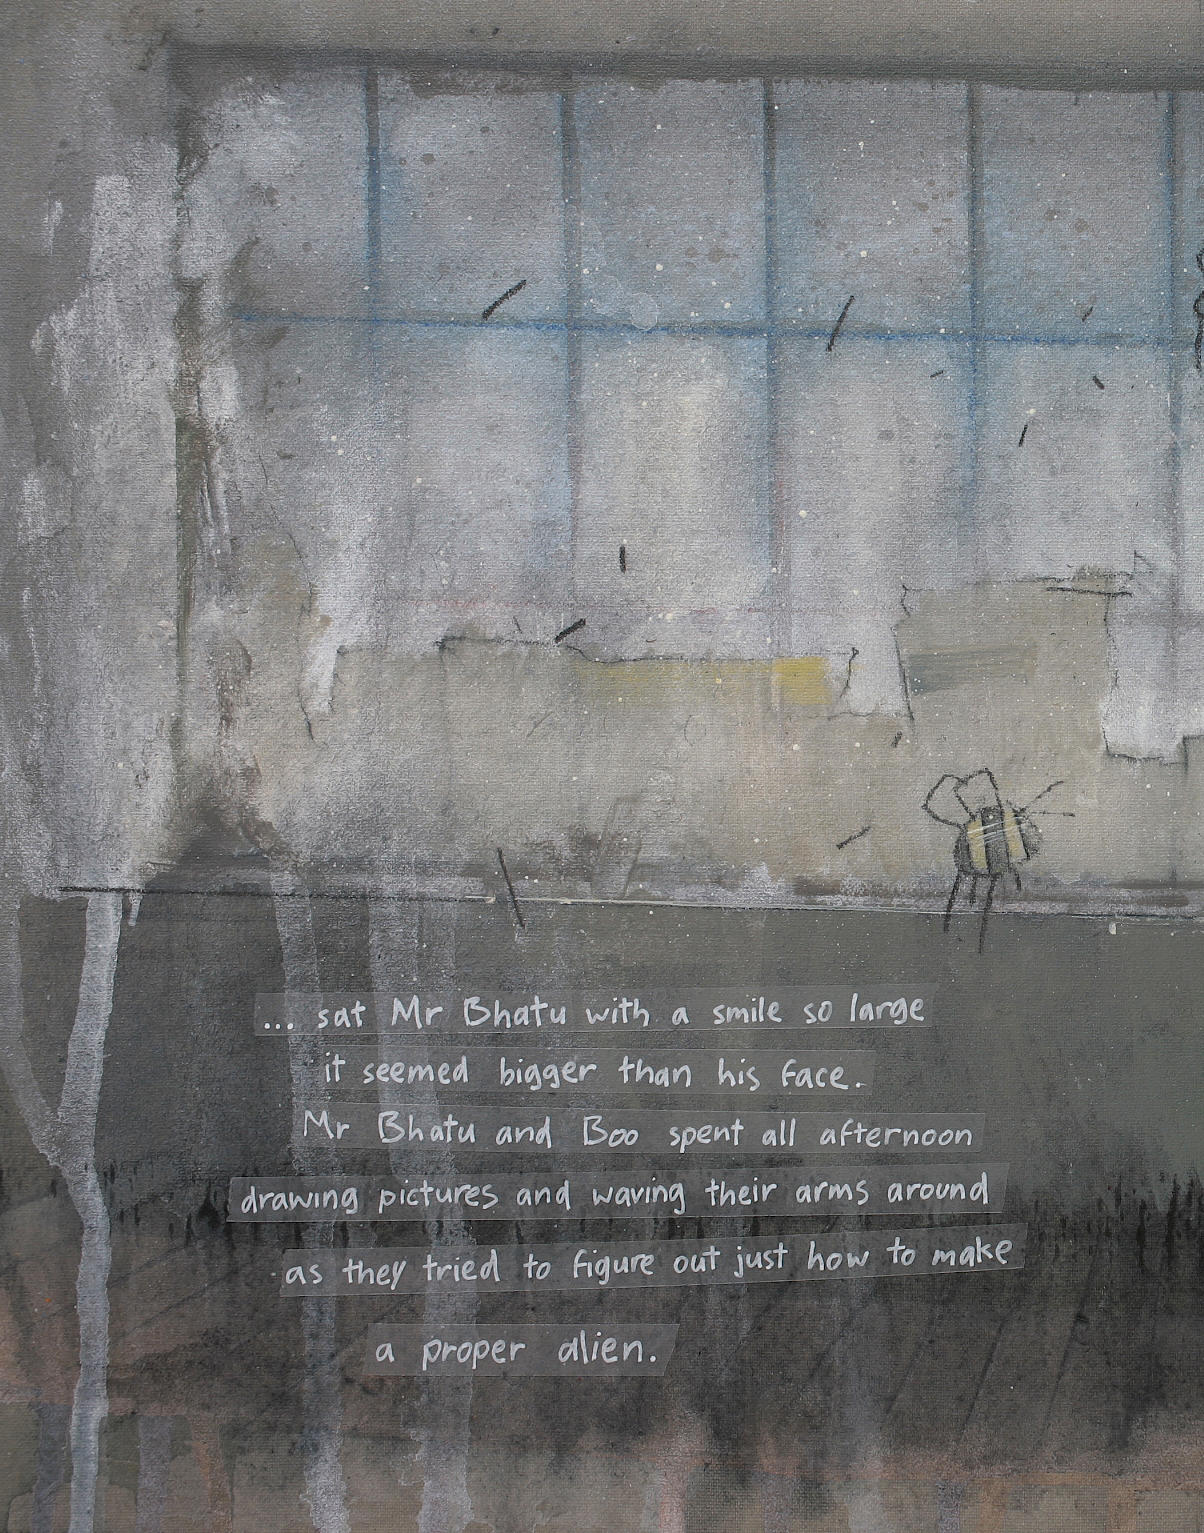 ... sat Mr Bhatu with a smile so large
it seemed bigger than his face.
Mr Bhatu and Boo spent all afternoon
drawing pictures and waving their arms around
as they tried to figure out just how to make
a proper alien.